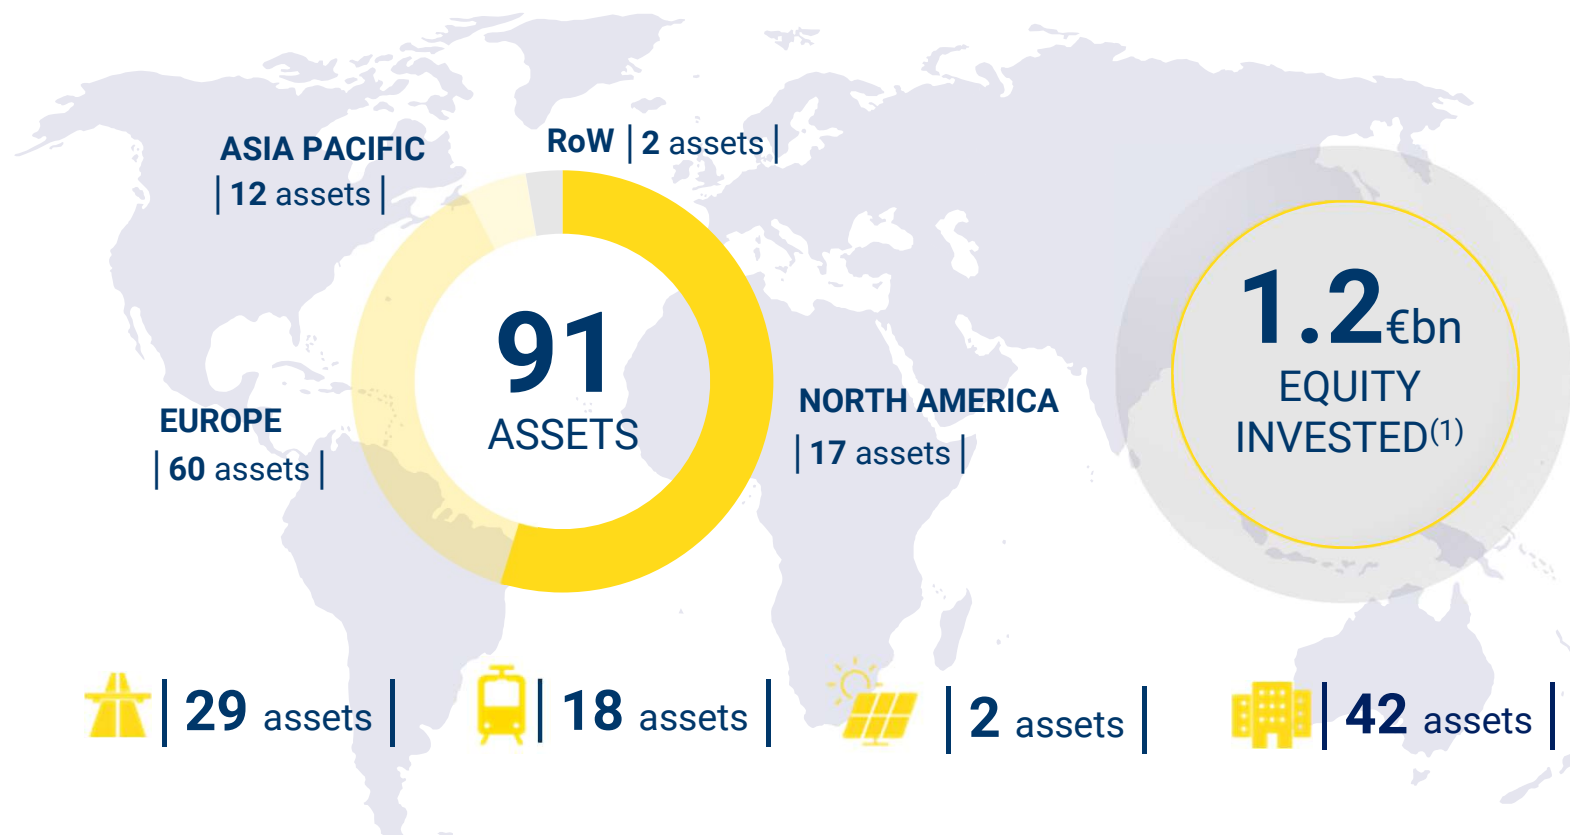 ASIA PACIFIC
| 12 assets |
RoW | 2 assets |
91
ASSETS
EUROPE
| 60 assets |
NORTH AMERICA
| 17 assets |
1.2€bn
EQUITY
INVESTED(1)
| 29 assets |
| 18 assets |
| 2 assets |
| 42 assets |